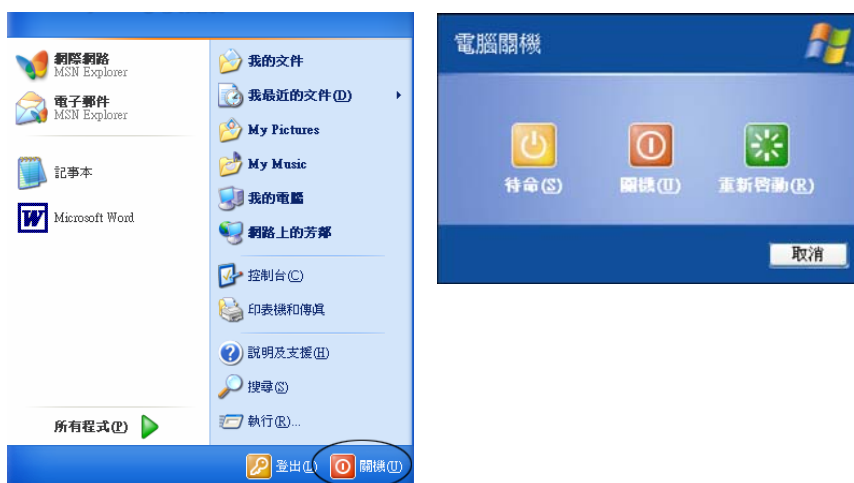 網際網路
MSN Explorer
電子郵件
MSN Explorer
記事本
Microsoft Word
所有程式(P)
我的文件
我最近的文件(D)
My Pictures
My Music
我的電腦
網路上的芳鄰
控制台(C)
印表機和傳真
說明及支援(H)
搜尋(S)
執行(R)...
登出(L)
關機(U)
電腦關機
待命(S)
關機(U)
重新啓動(R)
取消